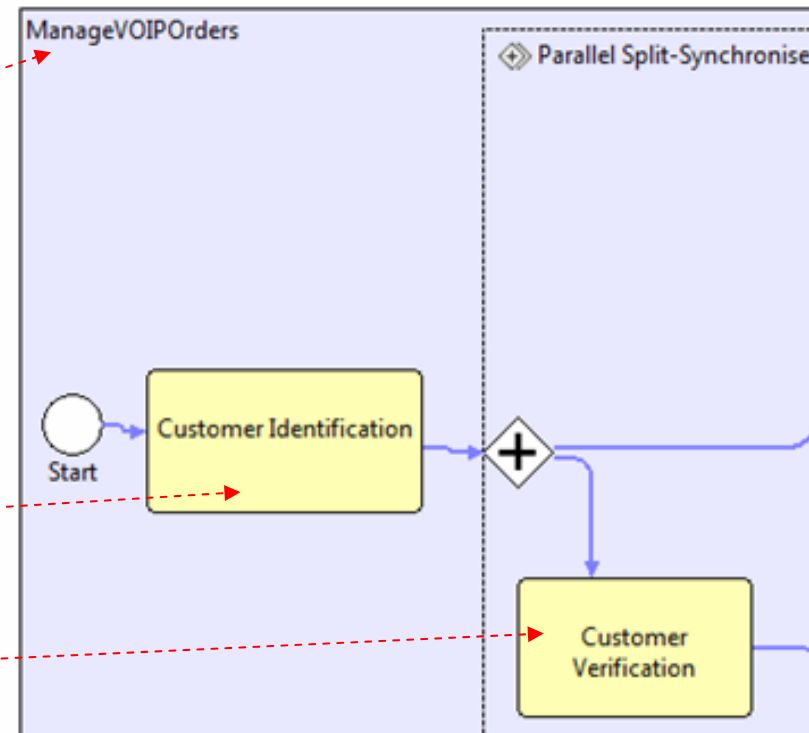 ManageVOIPOrders
Parallel Split-Synchronise
Customer Identification
Start
Customer
Verification